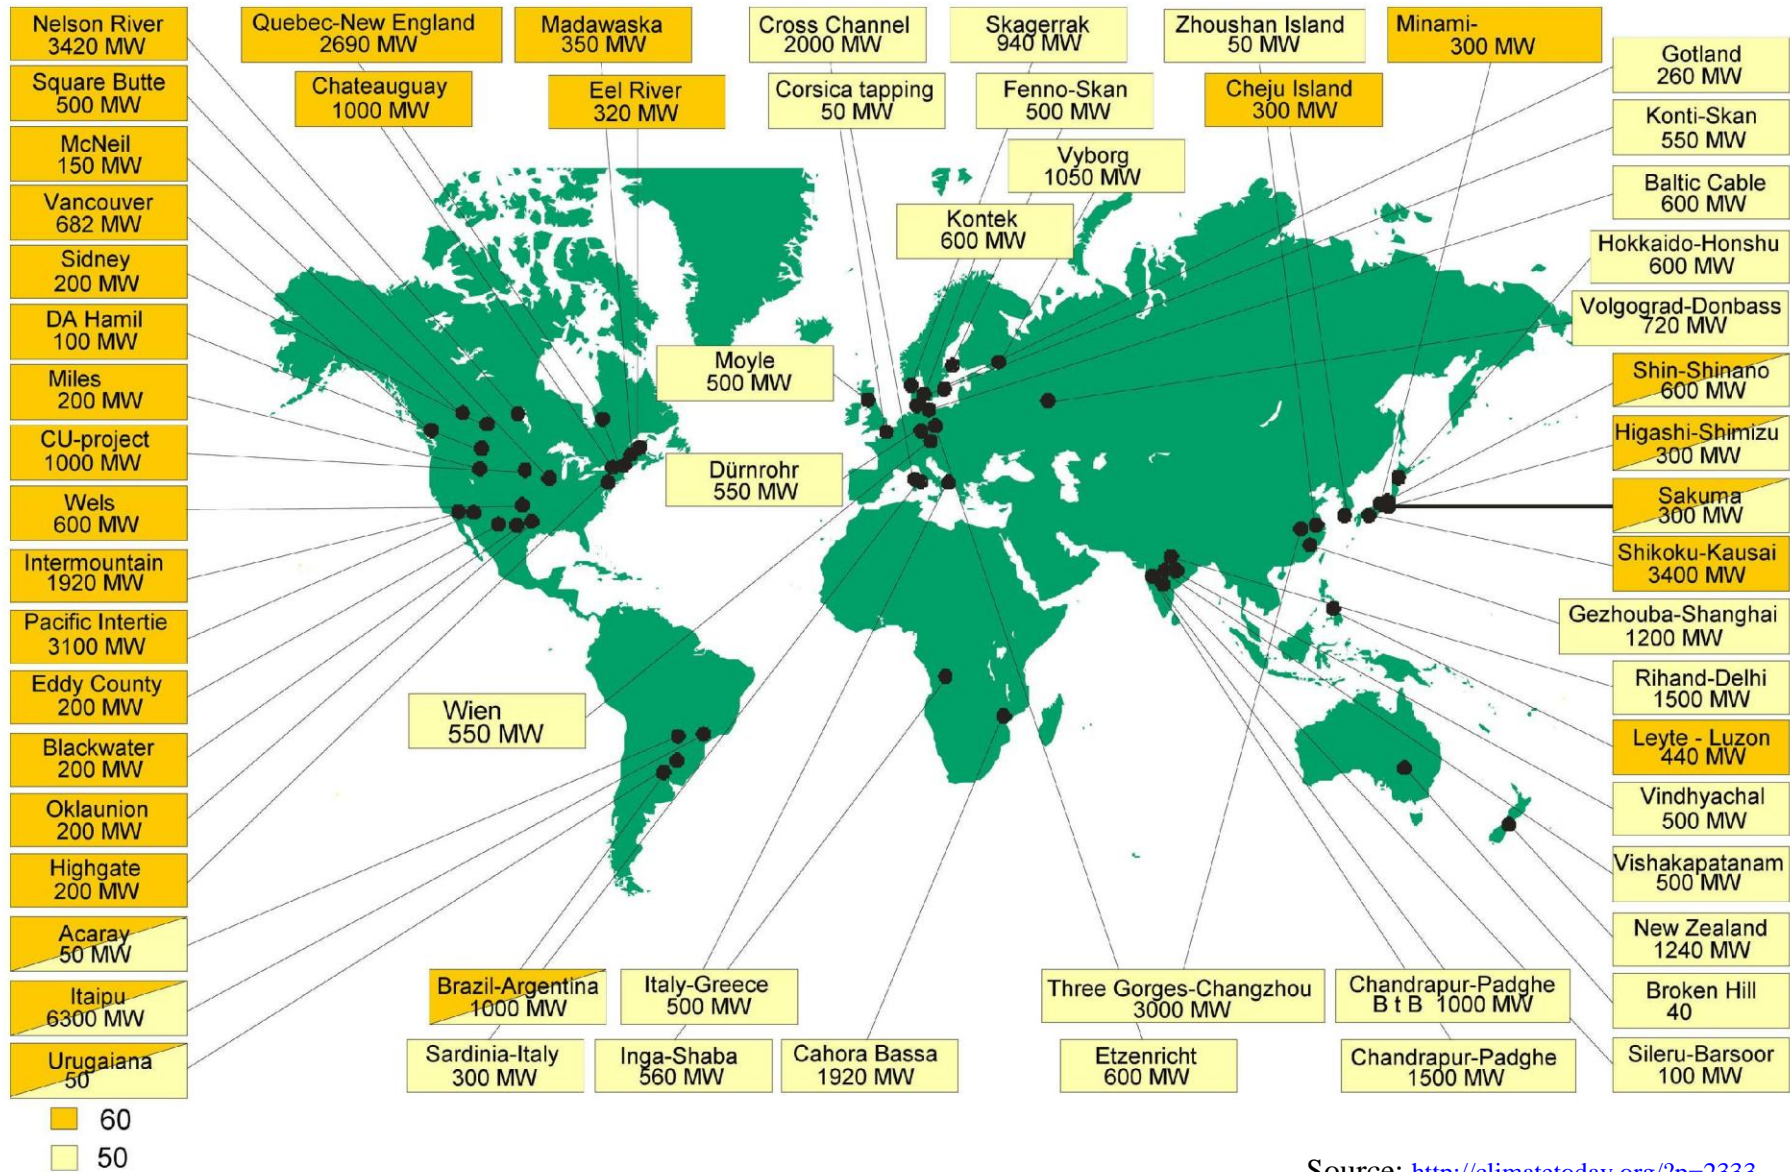 Nelson River
3420 MW
Square Butte
500 MW
McNeil
150 MW
Vancouver
682 MW
Sidney
200 MW
DA Hamil
100 MW
Miles
200 MW
CU-project
1000 MW
Wels
600 MW
Intermountain
1920 MW
Pacific Intertie
3100 MW
Eddy County
200 MW
Blackwater
200 MW
Oklaunion
200 MW
Highgate
200 MW
Acaray
50 MW
Itaipu
6300 MW
Urugaiana
50
60
50
Quebec-New England
2690 MW
Chateauguay
1000 MW
Madawaska
350 MW
Eel River
320 MW
Cross Channel
2000 MW
Corsica tapping
50 MW
Skagerrak
940 MW
Fenno-Skan
500 MW
Vyborg
1050 MW
Kontek
600 MW
Zhoushan Island
50 MW
Cheju Island
300 MW
Minami-
300 MW
Moyle
500 MW
Dürnrohr
550 MW
Wien
550 MW
Gotland
260 MW
Konti-Skan
550 MW
Baltic Cable
600 MW
Hokkaido-Honshu
600 MW
Volgograd-Donbass
720 MW
Shin-Shinano
600 MW
Higashi-Shimizu
300 MW
Sakuma
300 MW
Shikoku-Kausai
3400 MW
Gezhouba-Shanghai
1200 MW
Rihand-Delhi
1500 MW
Leyte - Luzon
440 MW
Vindhyachal
500 MW
Vishakapatanam
500 MW
New Zealand
1240 MW
Broken Hill
40
Sileru-Barsoor
100 MW
Brazil-Argentina
1000 MW
Sardinia-Italy
300 MW
Italy-Greece
500 MW
Inga-Shaba
560 MW
Cahora Bassa
1920 MW
Three Gorges-Changzhou
3000 MW
Etzenricht
600 MW
Chandrapur-Padghe
B t B 1000 MW
Chandrapur-Padghe
1500 MW
Source: http://climatetoday.org/?p=2333